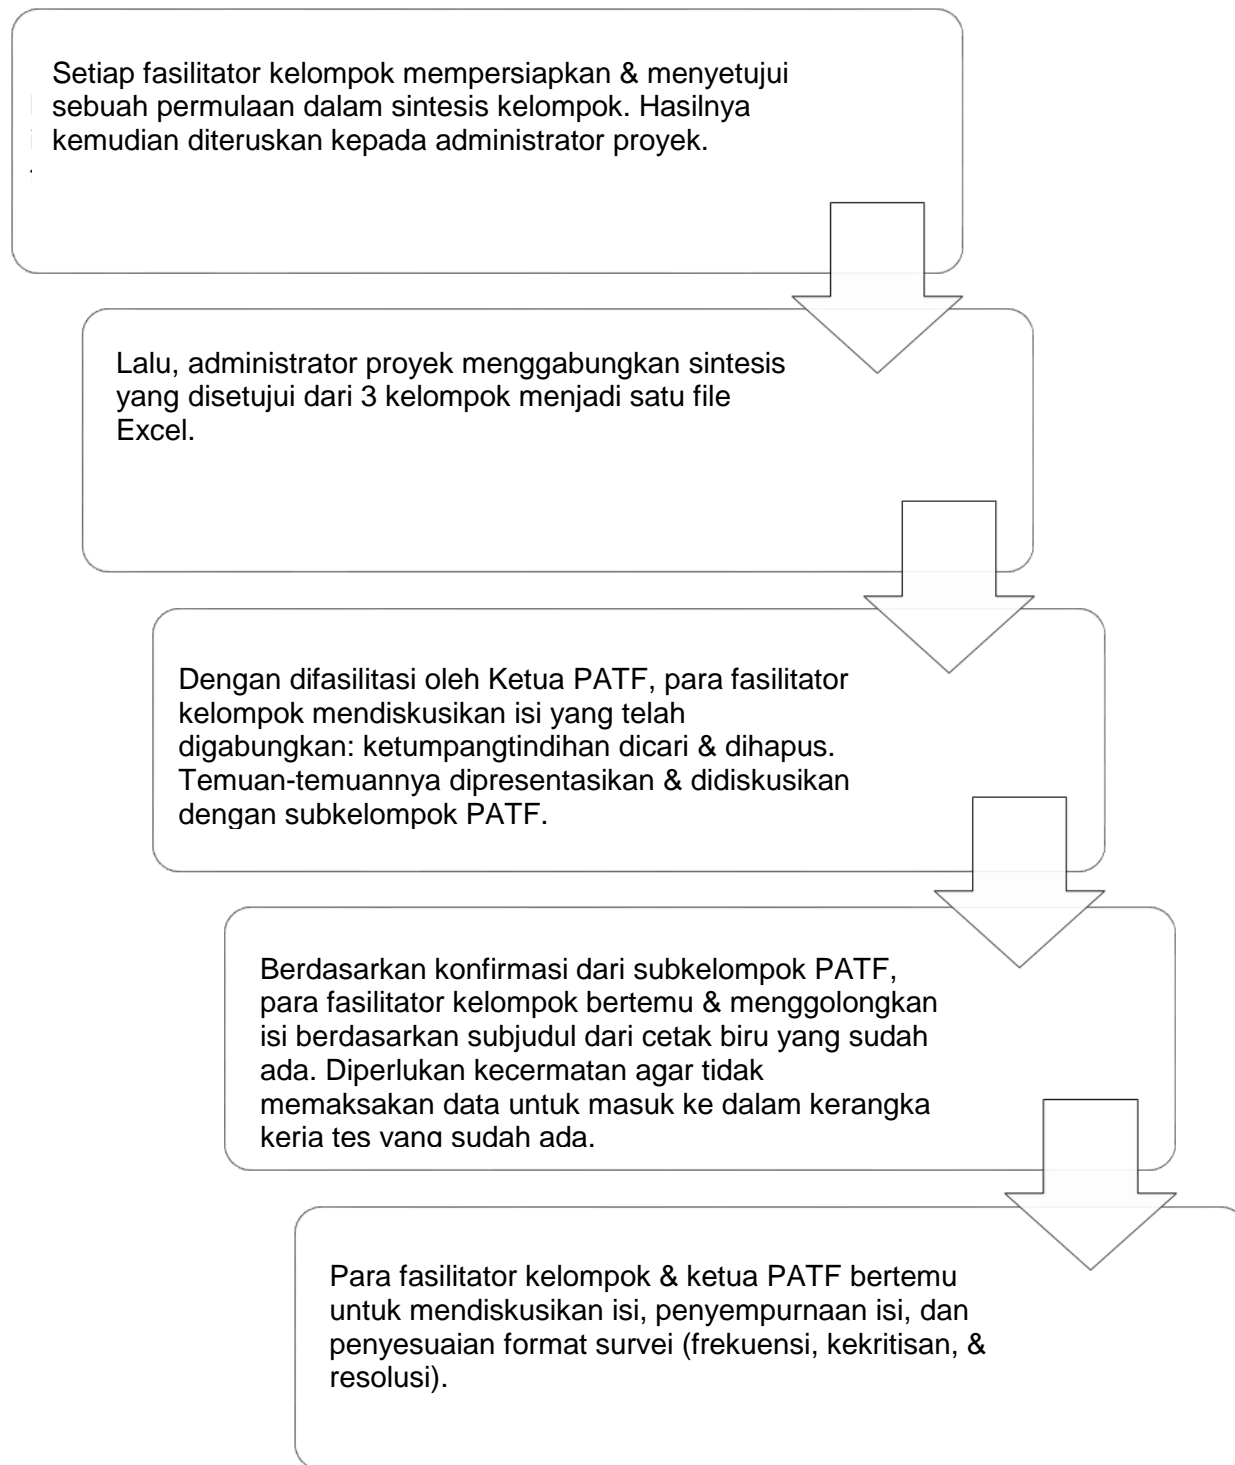 Setiap fasilitator kelompok mempersiapkan & menyetujui
sebuah permulaan dalam sintesis kelompok. Hasilnya
kemudian diteruskan kepada administrator proyek.
Lalu, administrator proyek menggabungkan sintesis
yang disetujui dari 3 kelompok menjadi satu file
Excel.
Dengan difasilitasi oleh Ketua PATF, para fasilitator
kelompok mendiskusikan isi yang telah
digabungkan: ketumpangtindihan dicari & dihapus.
Temuan-temuannya dipresentasikan & didiskusikan
dengan subkelompok PATF.
Berdasarkan konfirmasi dari subkelompok PATF,
para fasilitator kelompok bertemu & menggolongkan
isi berdasarkan subjudul dari cetak biru yang sudah
ada. Diperlukan kecermatan agar tidak
memaksakan data untuk masuk ke dalam kerangka
kerja tes yang sudah ada.
Para fasilitator kelompok & ketua PATF bertemu
untuk mendiskusikan isi, penyempurnaan isi, dan
penyesuaian format survei (frekuensi, kekritisan, &
resolusi).